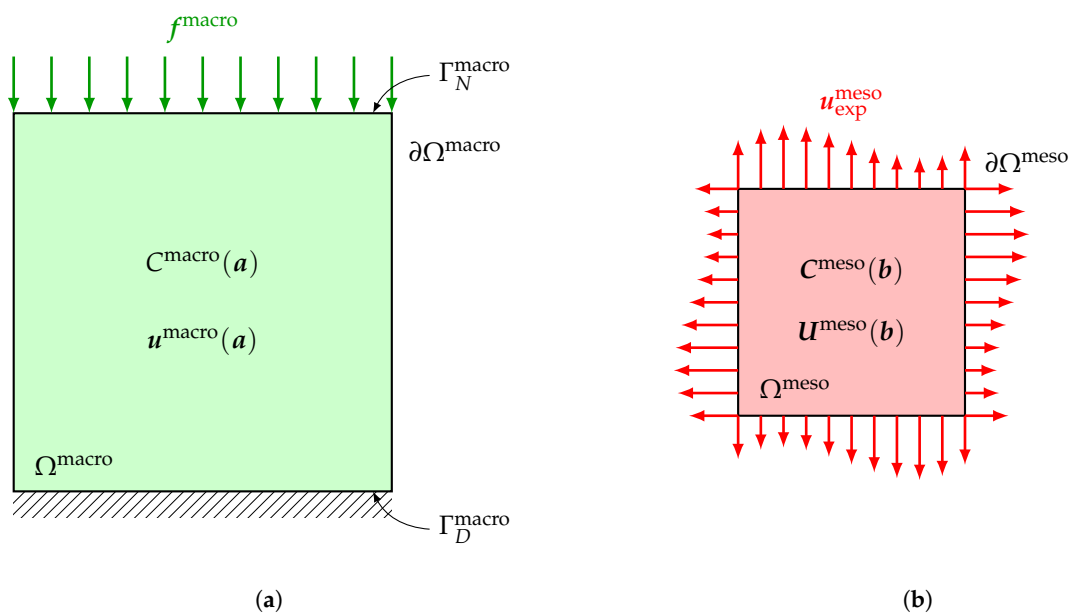 f^macro
Γ_N^macro
∂Ω^macro
C^macro(a)
u^macro(a)
Ω^macro
Γ_D^macro
(a)
u_exp^meso
∂Ω^meso
C^meso(b)
U^meso(b)
Ω^meso
(b)